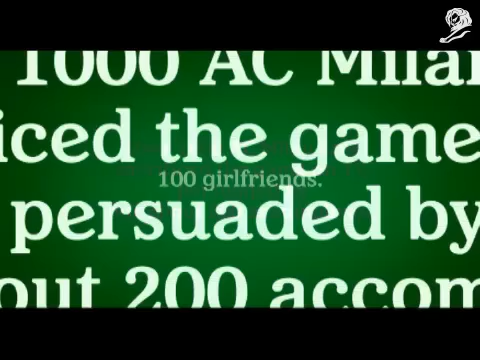 1000 AC Milan
iced the game
100 girlfriends.
persuaded by
out 200 accom